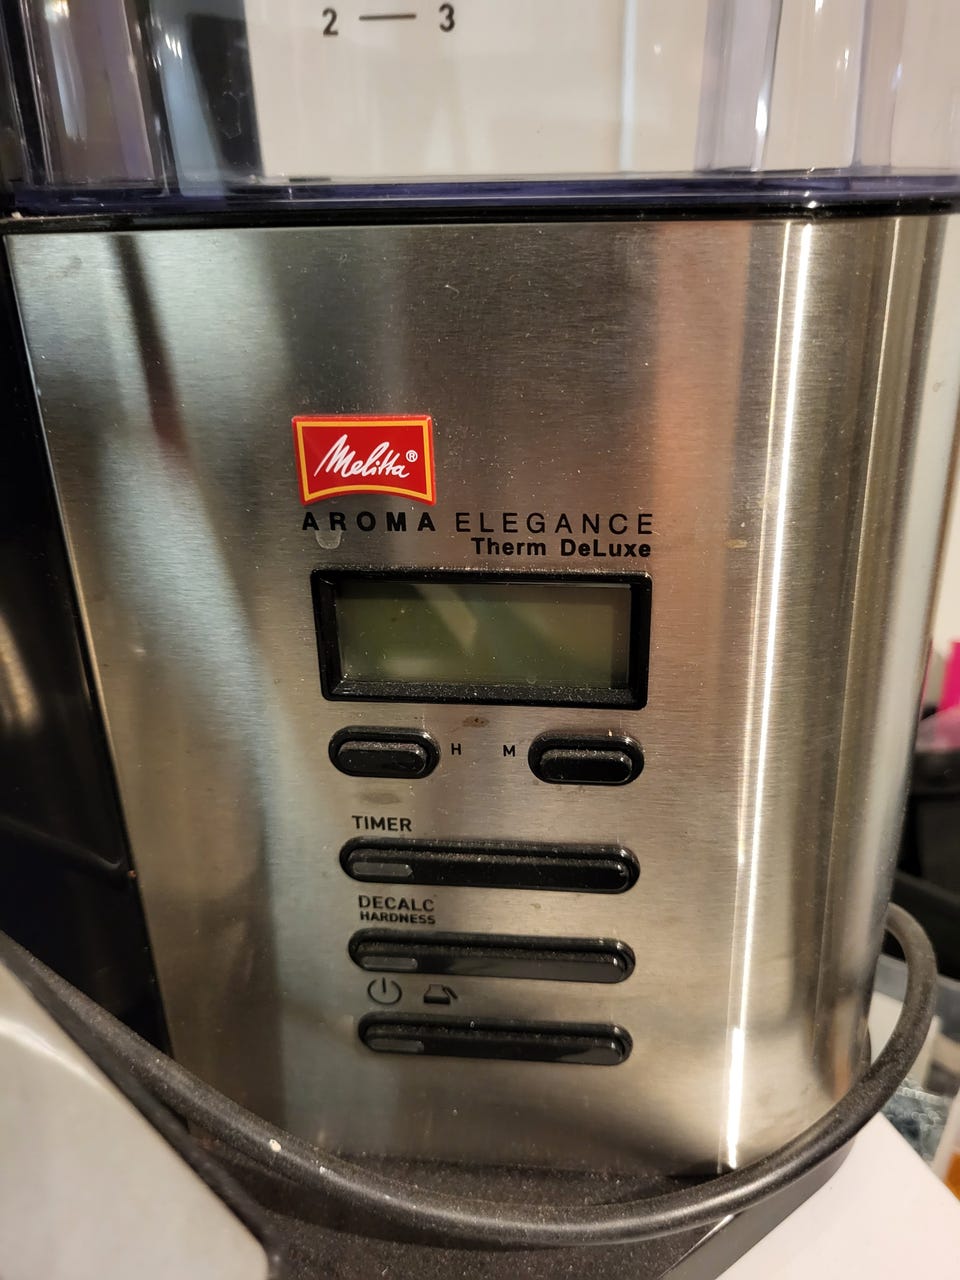 2 — 3
Melitta®
AROMA ELEGANCE
Therm DeLuxe
H M
TIMER
DECALC
HARDNESS